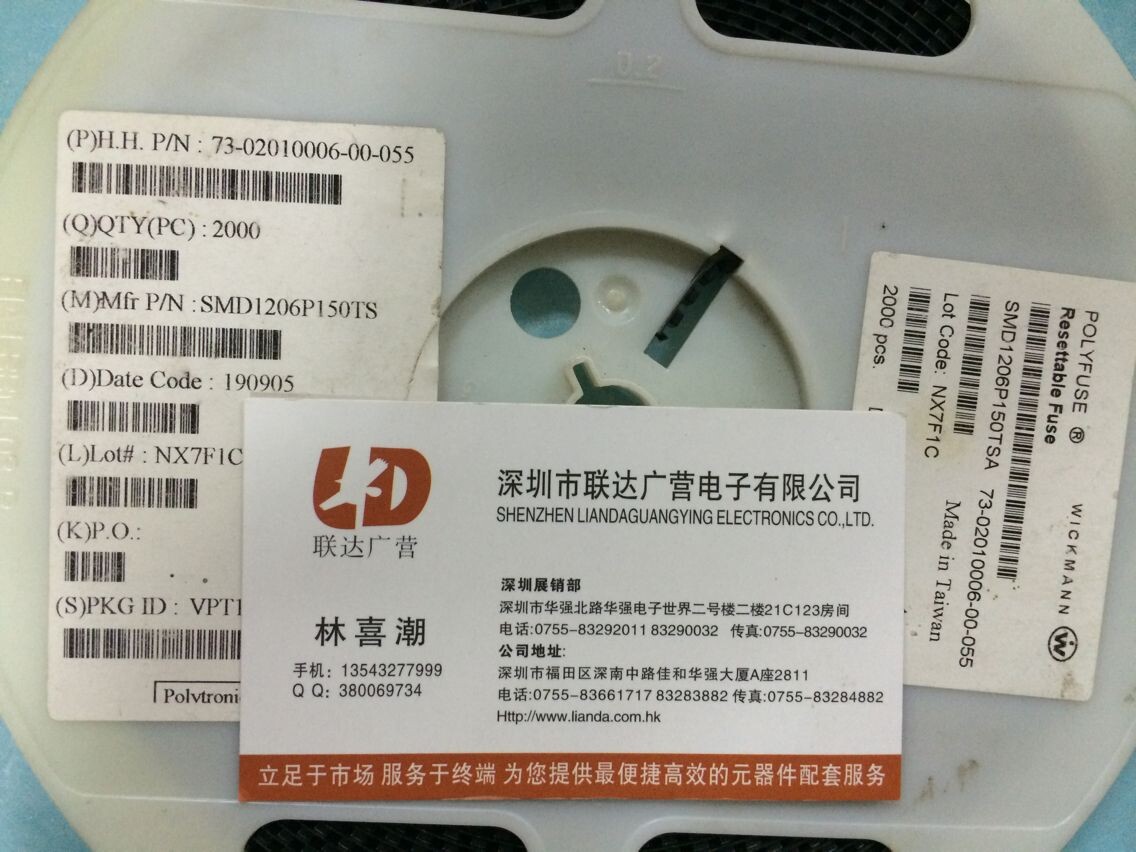 0.2
(P)H.H. P/N : 73-02010006-00-055
(Q)QTY(PC) : 2000
(M)Mfr P/N : SMD1206P150TS
(D)Date Code : 190905
(L)Lot# : NX7F1C
(K)P.O.:
(S)PKG ID : VPT1
Polytroni
POLYFUSE ® WICKMANN
Resettable Fuse
SMD1206P150TSA 73-02010006-00-055
Lot Code: NX7F1C Made in Taiwan
2000 pcs.
LD
联达广营
深圳市联达广营电子有限公司
SHENZHEN LIANDAGUANGYING ELECTRONICS CO.,LTD.
林喜潮
手机：13543277999
Q Q：380069734
深圳展销部
深圳市华强北路华强电子世界二号楼二楼21C123房间
电话:0755-83292011 83290032 传真:0755-83290032
公司地址:
深圳市福田区深南中路佳和华强大厦A座2811
电话:0755-83661717 83283882 传真:0755-83284882
Http://www.lianda.com.hk
立足于市场 服务于终端 为您提供最便捷高效的元器件配套服务